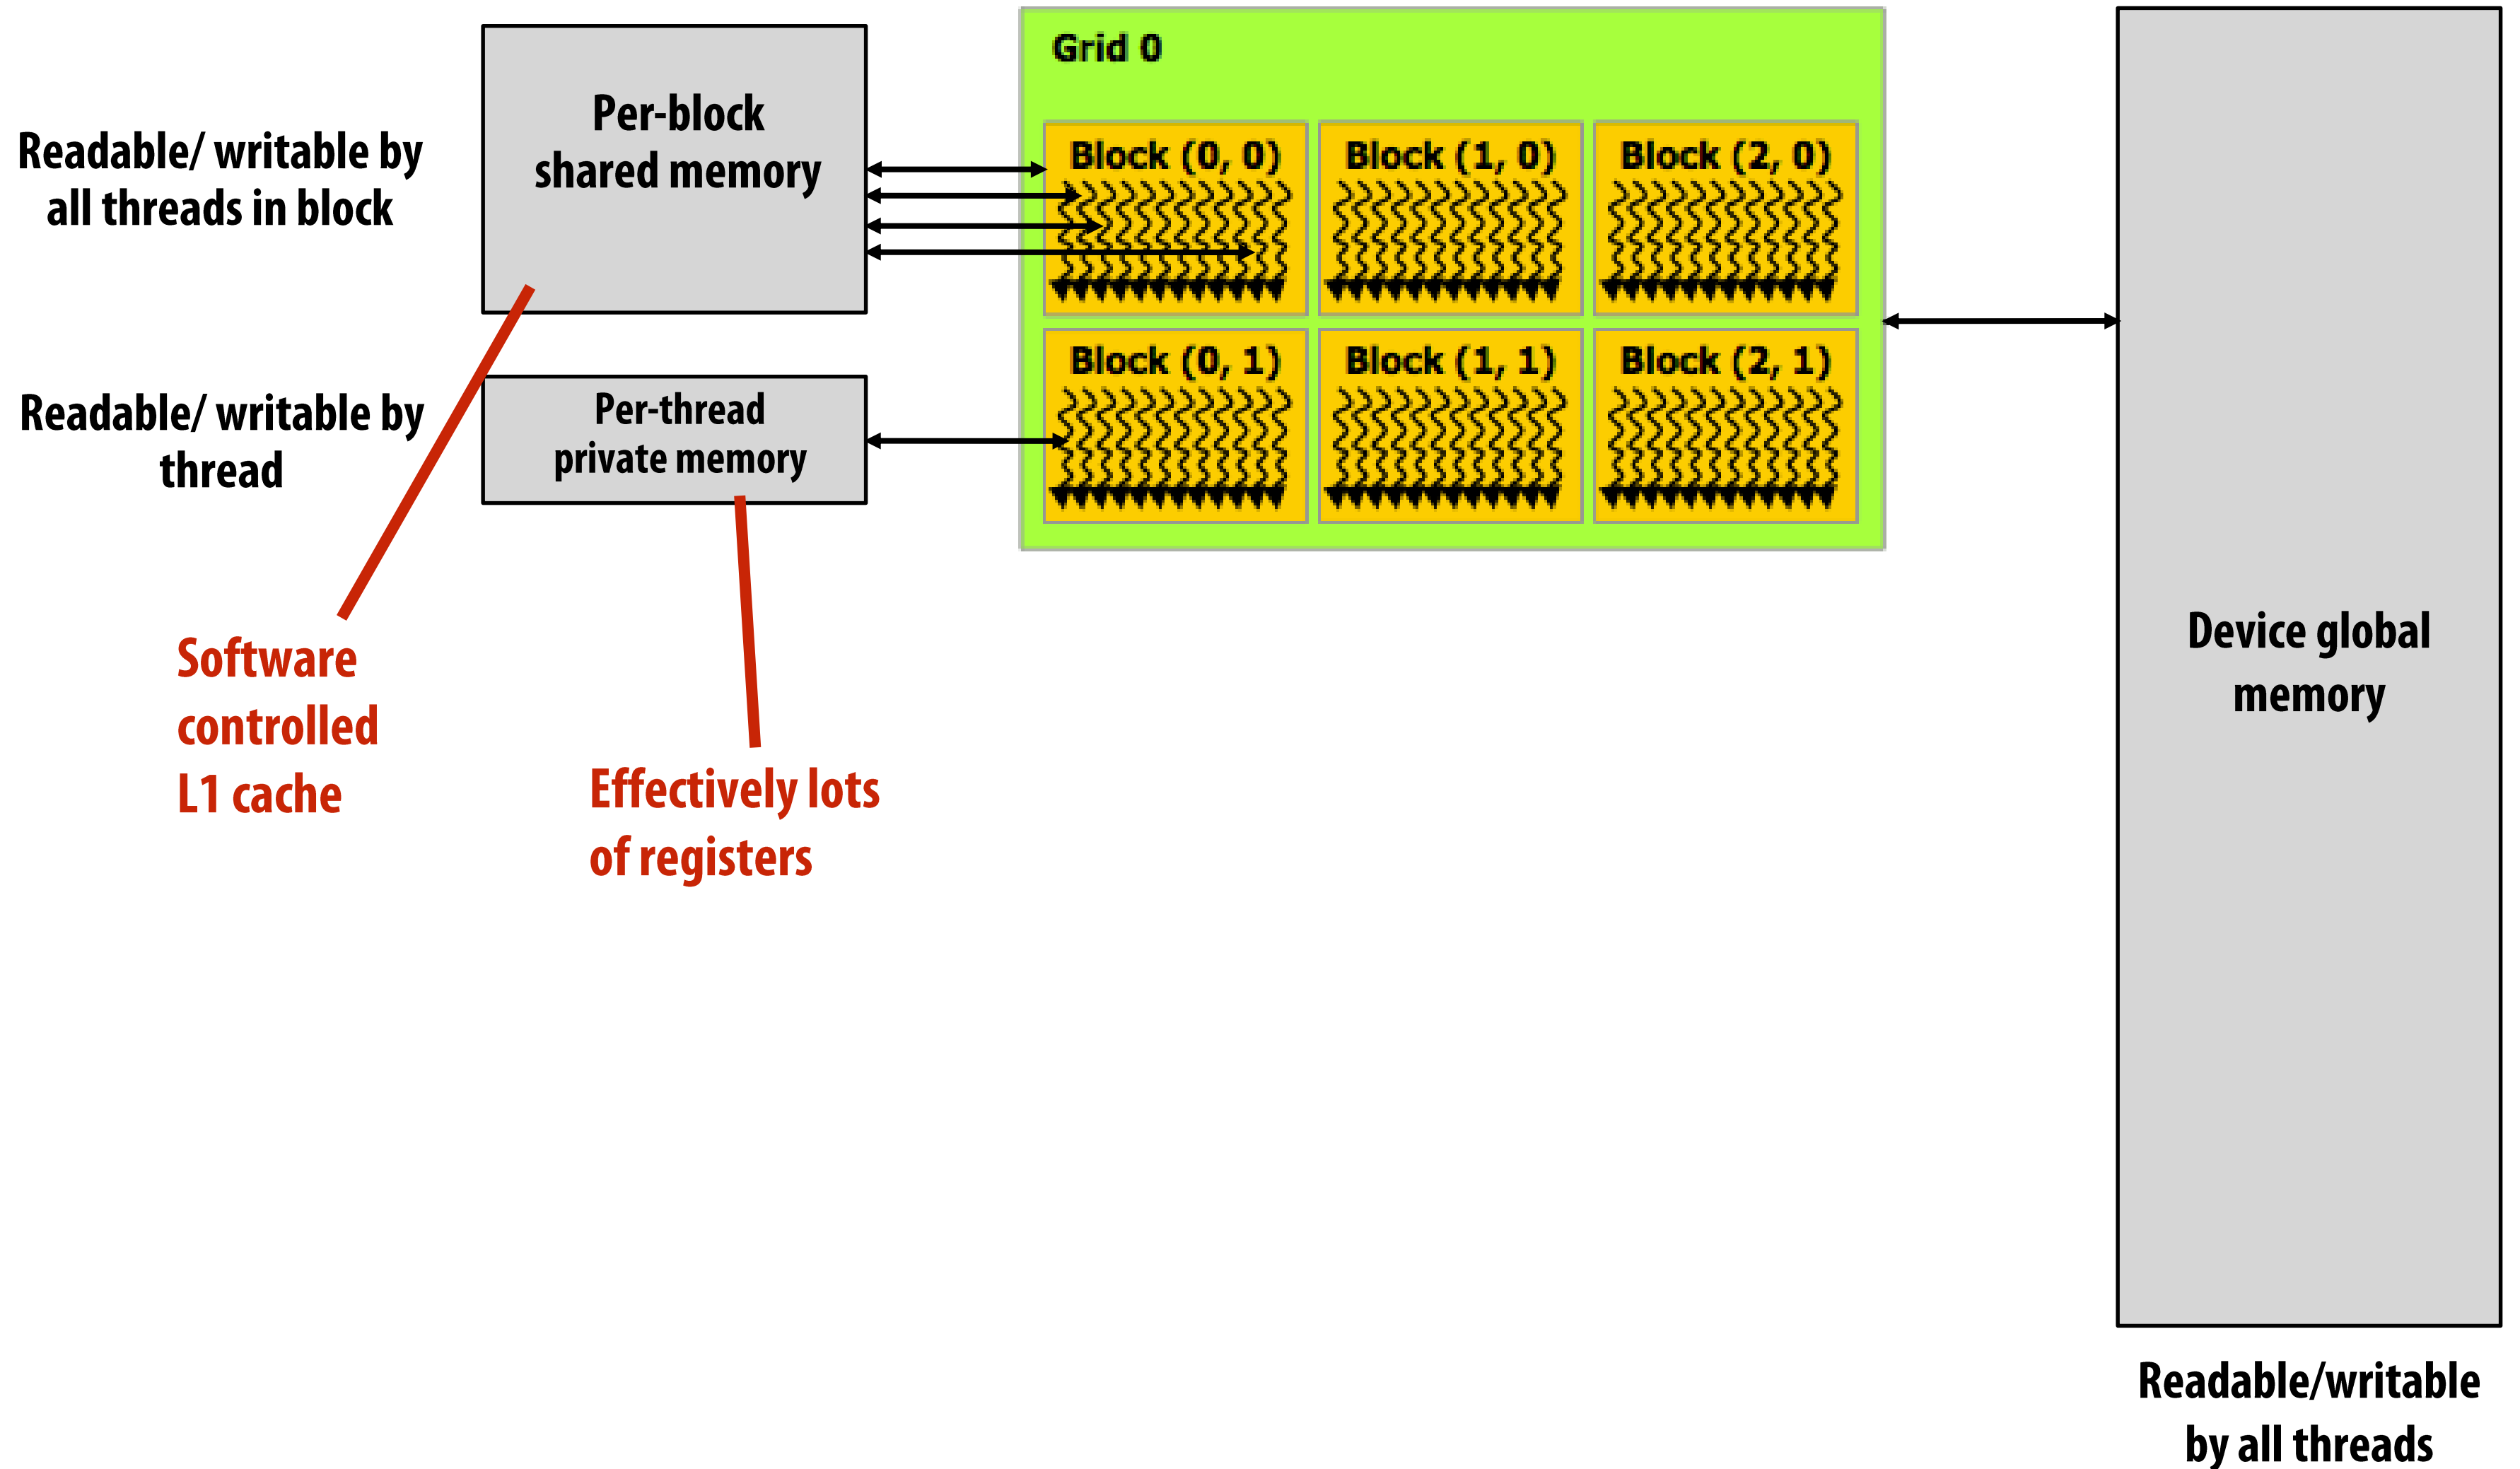 Readable/ writable by
all threads in block
Per-block
shared memory
Readable/ writable by
thread
Per-thread
private memory
Software
controlled
L1 cache
Effectively lots
of registers
Grid 0
Block (0, 0)
Block (1, 0)
Block (2, 0)
Block (0, 1)
Block (1, 1)
Block (2, 1)
Device global
memory
Readable/writable
by all threads